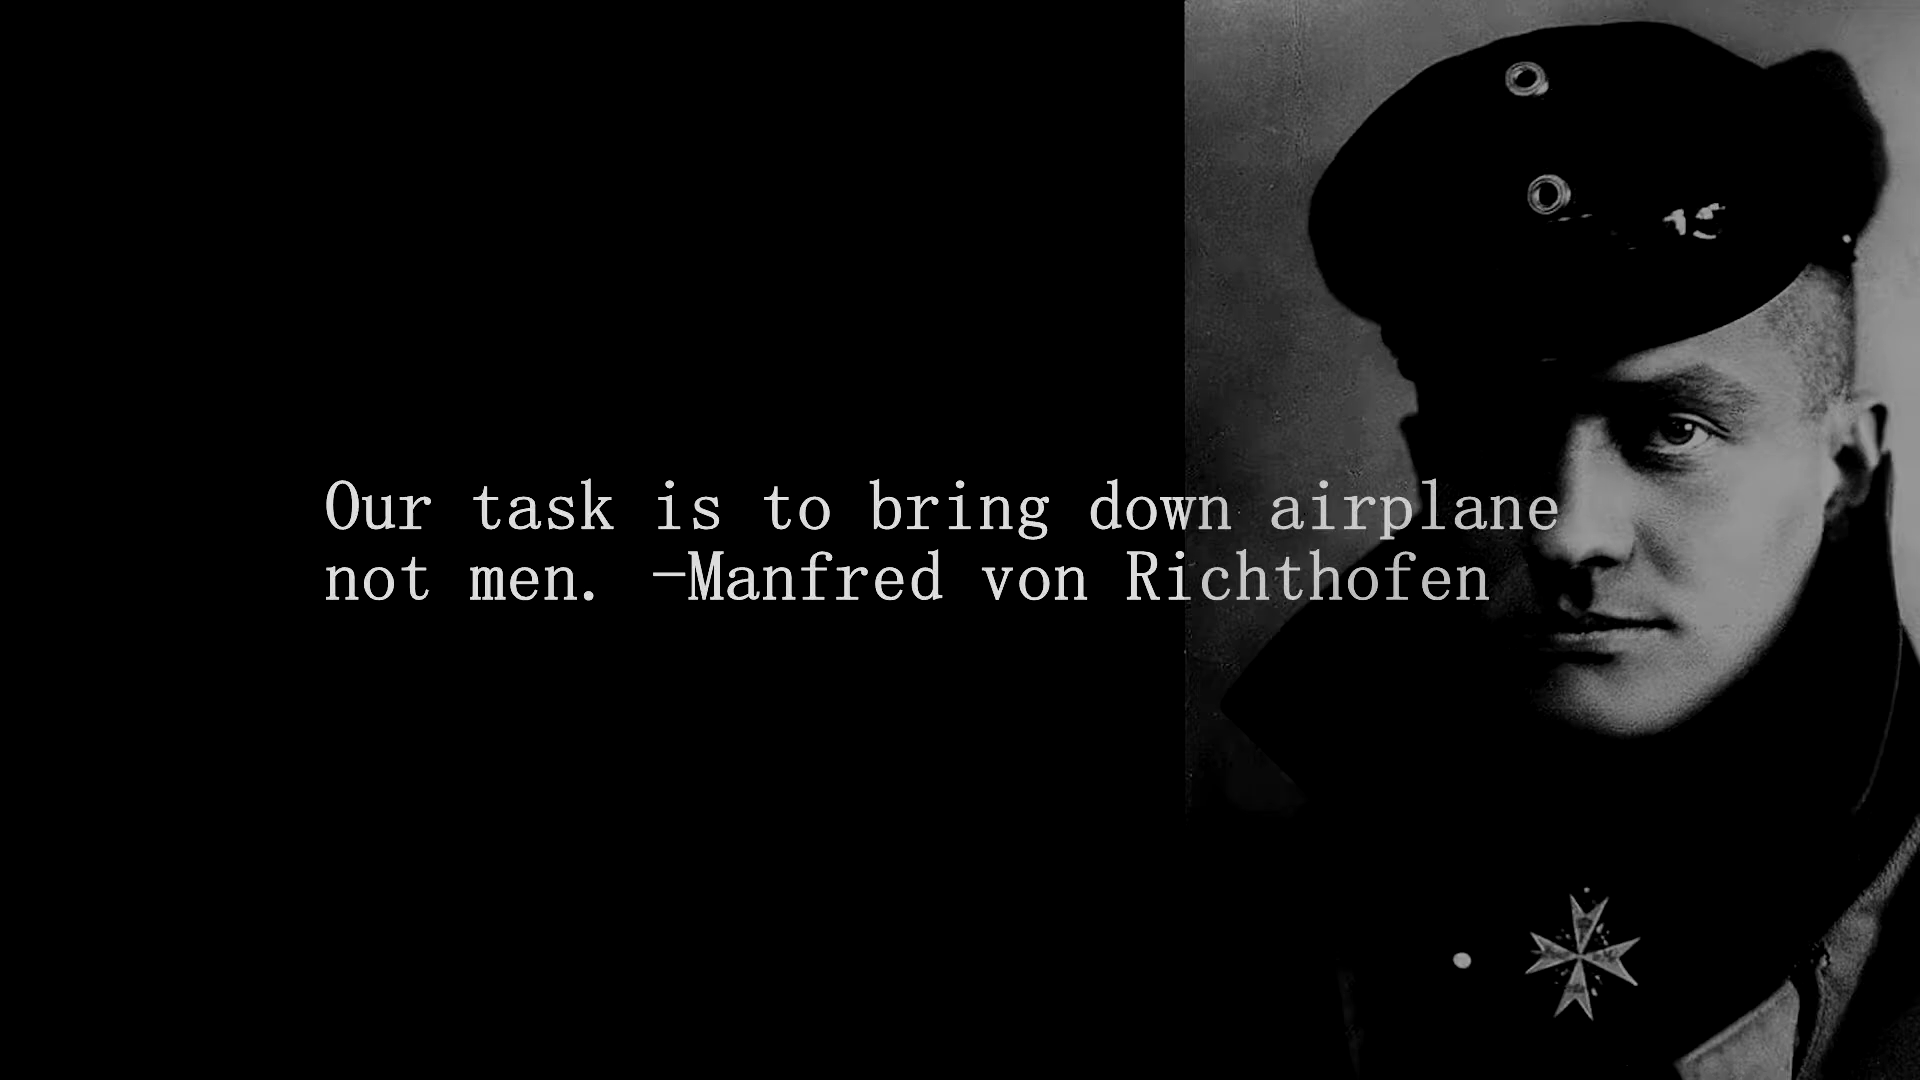 Our task is to bring down airplane
not men. —Manfred von Richthofen